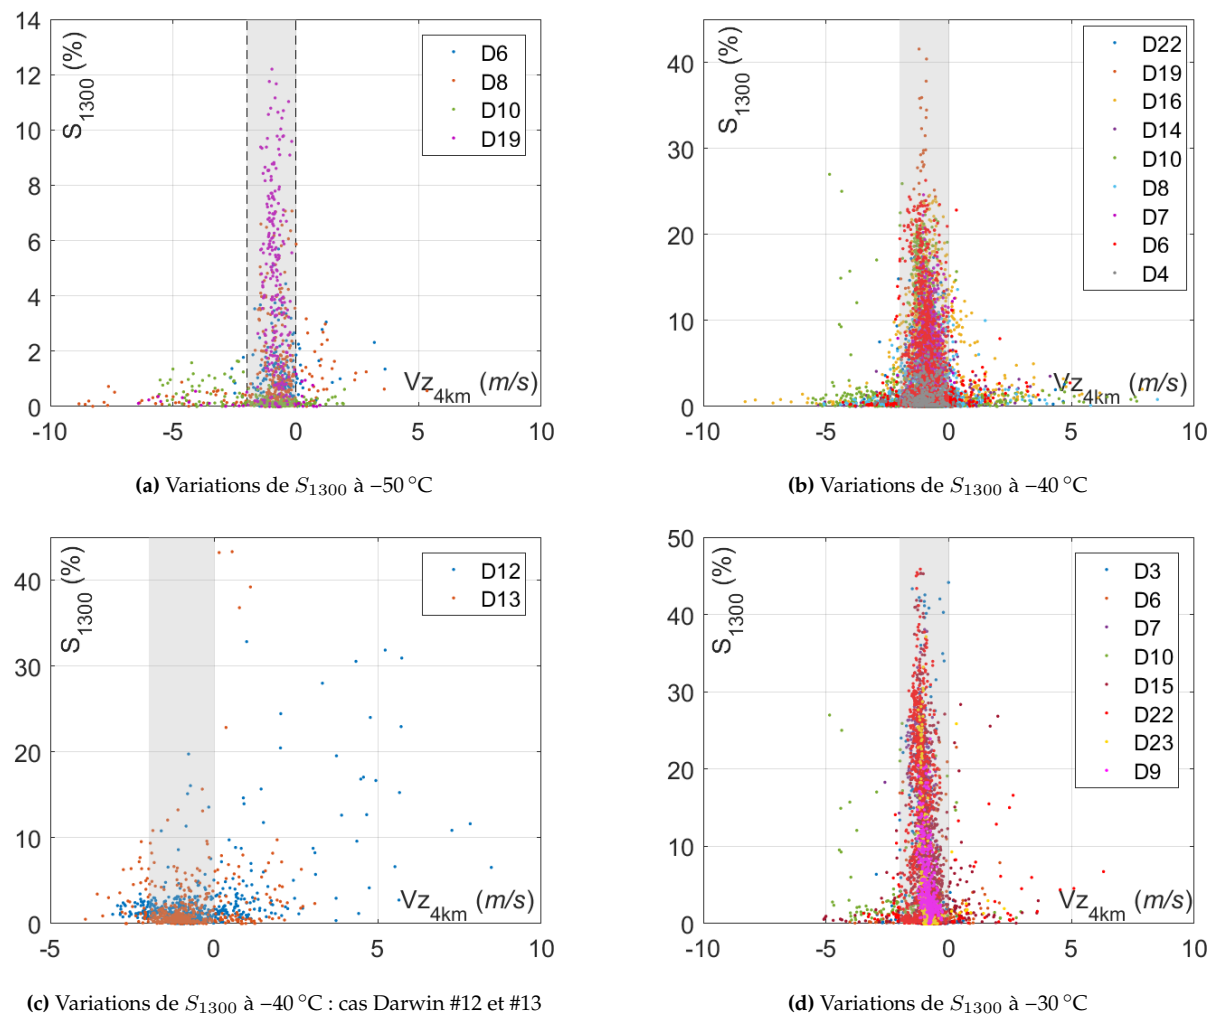 14
12
10
8
6
4
2
0
-10
-5
0
5
10
S1300 (%)
Vz4km (m/s)
D6
D8
D10
D19
(a) Variations de S1300 à −50 °C
40
30
20
10
0
-10
-5
0
5
10
S1300 (%)
Vz4km (m/s)
D22
D19
D16
D14
D10
D8
D7
D6
D4
(b) Variations de S1300 à −40 °C
40
30
20
10
0
-5
0
5
10
S1300 (%)
Vz4km (m/s)
D12
D13
(c) Variations de S1300 à −40 °C : cas Darwin #12 et #13
50
40
30
20
10
0
-10
-5
0
5
10
S1300 (%)
Vz4km (m/s)
D3
D6
D7
D10
D15
D22
D23
D9
(d) Variations de S1300 à −30 °C